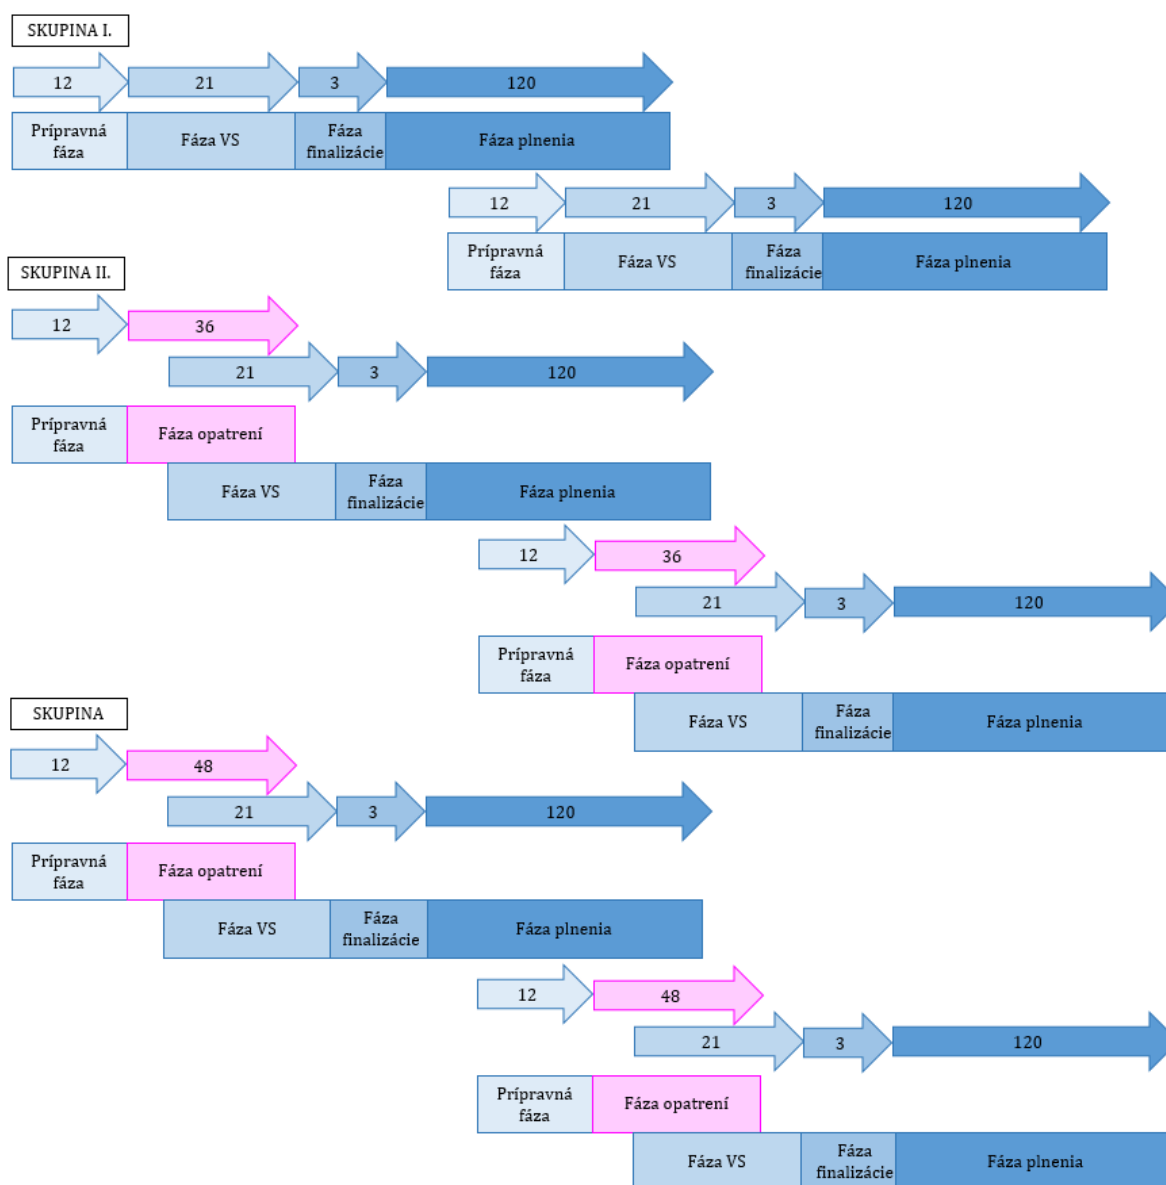 SKUPINA I.
12 21 3 120
Prípravná
fáza
Fáza VS
Fáza
finalizácie
Fáza plnenia
12 21 3 120
Prípravná
fáza
Fáza VS
Fáza
finalizácie
Fáza plnenia
SKUPINA II.
12 36
21 3 120
Prípravná
fáza
Fáza opatrení
Fáza VS
Fáza
finalizácie
Fáza plnenia
12 36
21 3 120
Prípravná
fáza
Fáza opatrení
Fáza VS
Fáza
finalizácie
Fáza plnenia
SKUPINA
12 48
21 3 120
Prípravná
fáza
Fáza opatrení
Fáza VS
Fáza
finalizácie
Fáza plnenia
12 48
21 3 120
Prípravná
fáza
Fáza opatrení
Fáza VS
Fáza
finalizácie
Fáza plnenia